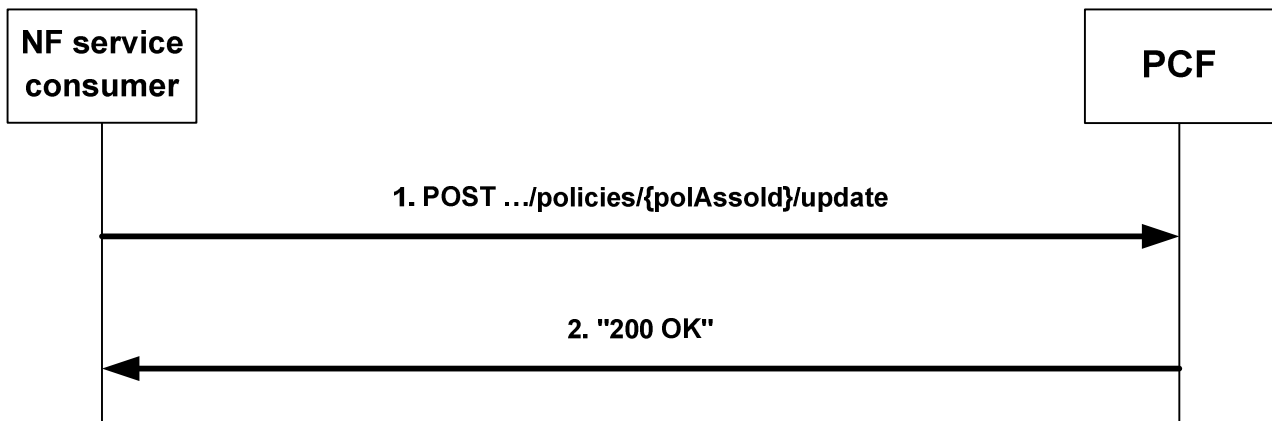 NF service
consumer
PCF
1. POST …/policies/{polAssoId}/update
2. "200 OK"